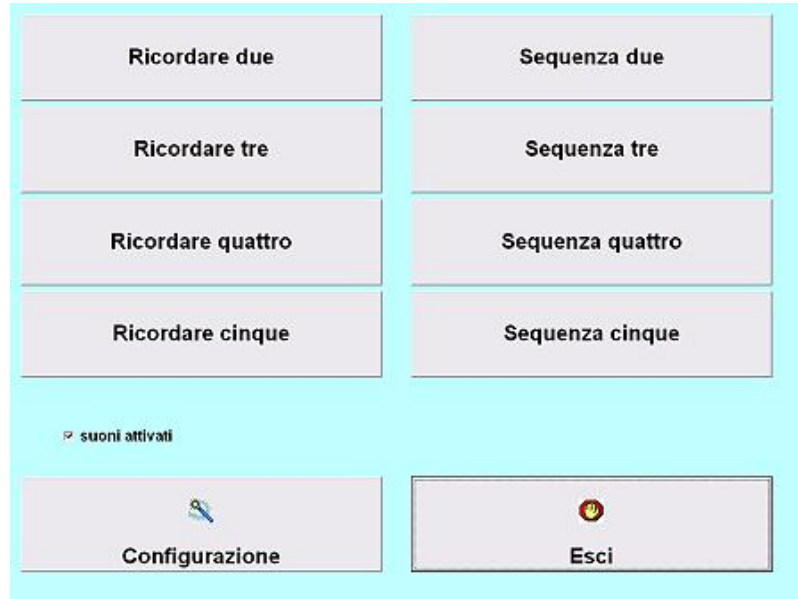 Ricordare due
Sequenza due
Ricordare tre
Sequenza tre
Ricordare quattro
Sequenza quattro
Ricordare cinque
Sequenza cinque
suoni attivati
Configurazione
Esci